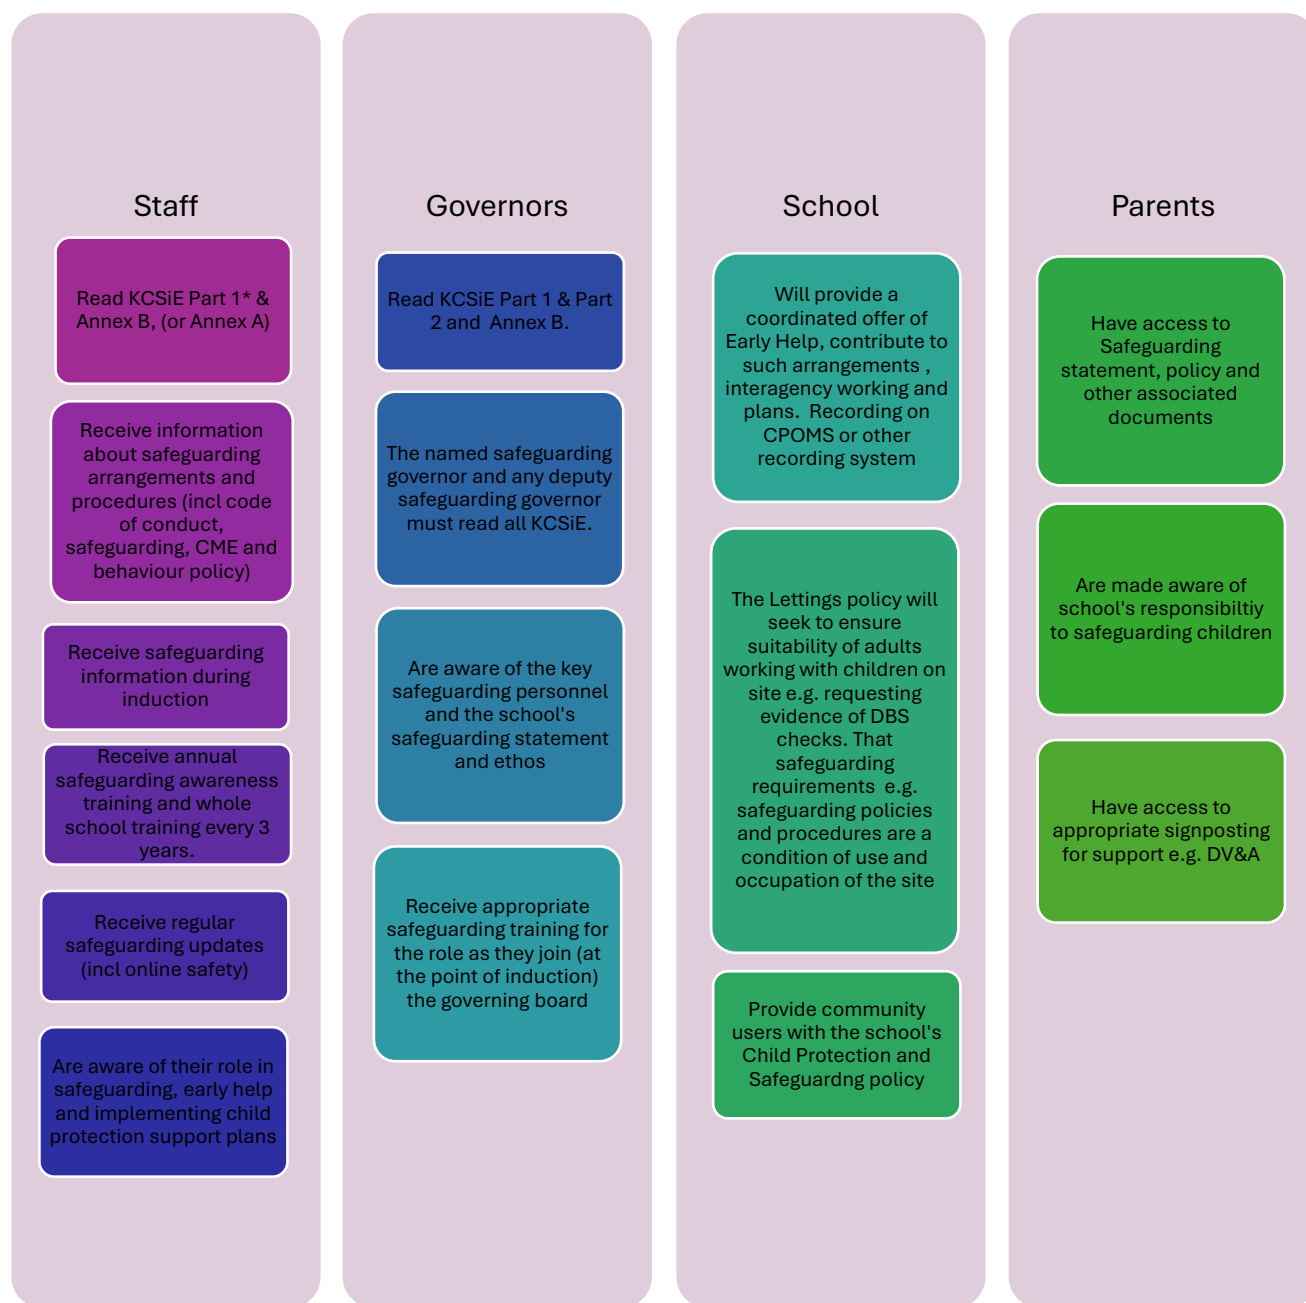 Staff
Read KCSiE Part 1* &
Annex B, (or Annex A)
Receive information
about safeguarding
arrangements and
procedures (incl code
of conduct,
safeguarding, CME and
behaviour policy)
Receive safeguarding
information during
induction
Receive annual
safeguarding awareness
training and whole
school training every 3
years.
Receive regular
safeguarding updates
(incl online safety)
Are aware of their role in
safeguarding, early help
and implementing child
protection support plans
Governors
Read KCSiE Part 1 & Part
2 and  Annex B.
The named safeguarding
governor and any deputy
safeguarding governor
must read all KCSiE.
Are aware of the key
safeguarding personnel
and the school's
safeguarding statement
and ethos
Receive appropriate
safeguarding training for
the role as they join (at
the point of induction)
the governing board
School
Will provide a
coordinated offer of
Early Help, contribute to
such arrangements ,
interagency working and
plans.  Recording on
CPOMS or other
recording system
The Lettings policy will
seek to ensure
suitability of adults
working with children on
site e.g. requesting
evidence of DBS
checks. That
safeguarding
requirements  e.g.
safeguarding policies
and procedures are a
condition of use and
occupation of the site
Provide community
users with the school's
Child Protection and
Safeguardng policy
Parents
Have access to
Safeguarding
statement, policy and
other associated
documents
Are made aware of
school's responsibiltiy
to safeguarding children
Have access to
appropriate signposting
for support e.g. DV&A